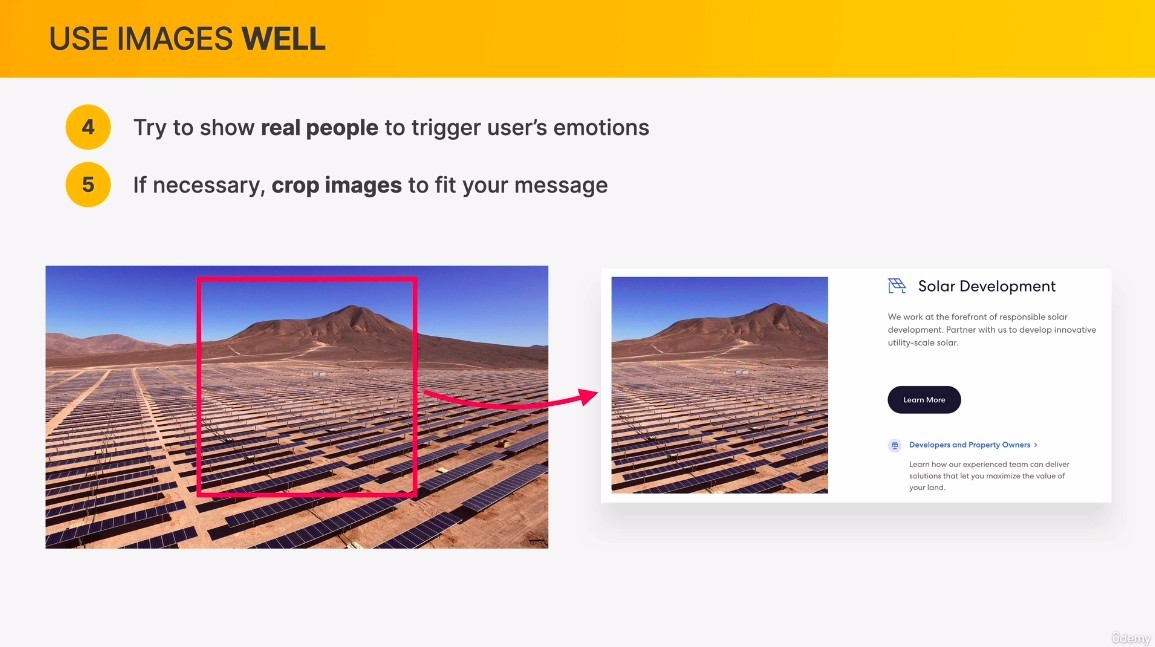 USE IMAGES WELL
4 Try to show real people to trigger user’s emotions
5 If necessary, crop images to fit your message
Solar Development
We work at the forefront of responsible solar
development. Partner with us to develop innovative
utility-scale solar.
Learn More
Developers and Property Owners >
Learn how our experienced team can deliver
solutions that let you maximize the value of
your land.
ûdemy